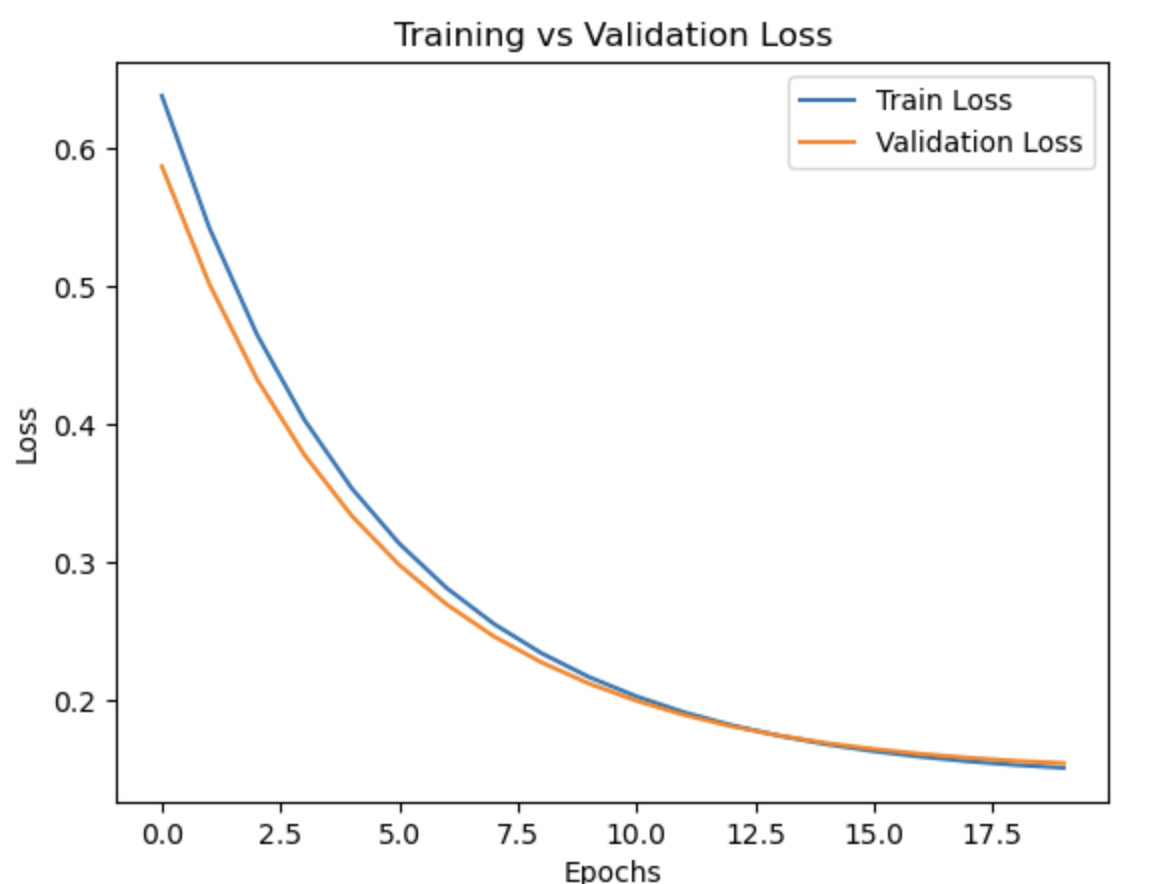 Training vs Validation Loss
Train Loss
Validation Loss
0.6
0.5
0.4
0.3
0.2
Loss
0.0 2.5 5.0 7.5 10.0 12.5 15.0 17.5
Epochs